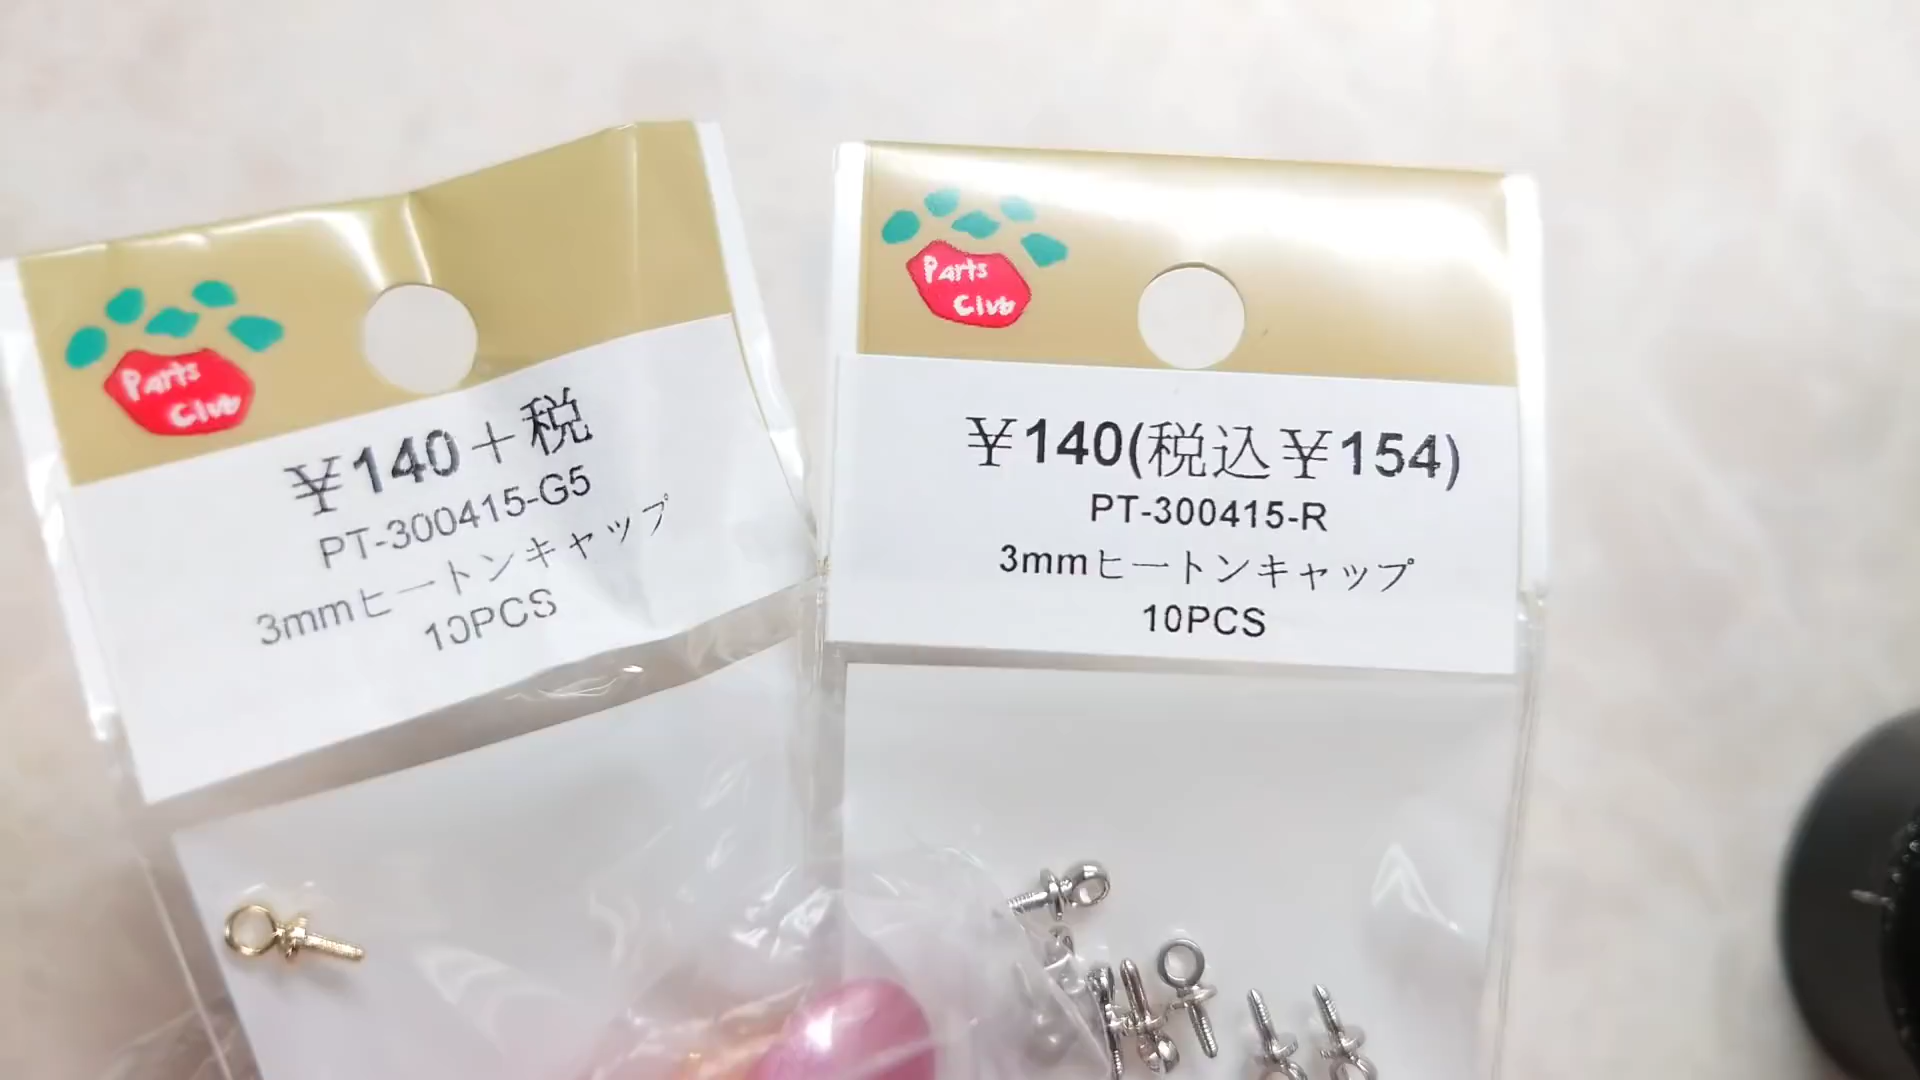 Parts
Club
￥140＋税
PT-300415-G5
3mmヒートンキャップ
10PCS
Parts
Club
￥140(税込￥154)
PT-300415-R
3mmヒートンキャップ
10PCS